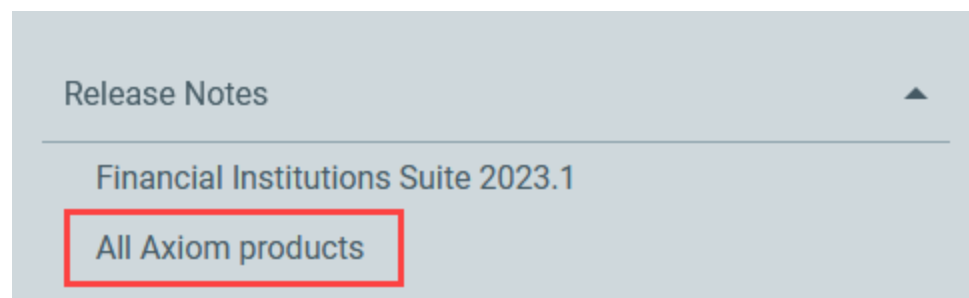 Release Notes
Financial Institutions Suite 2023.1
All Axiom products